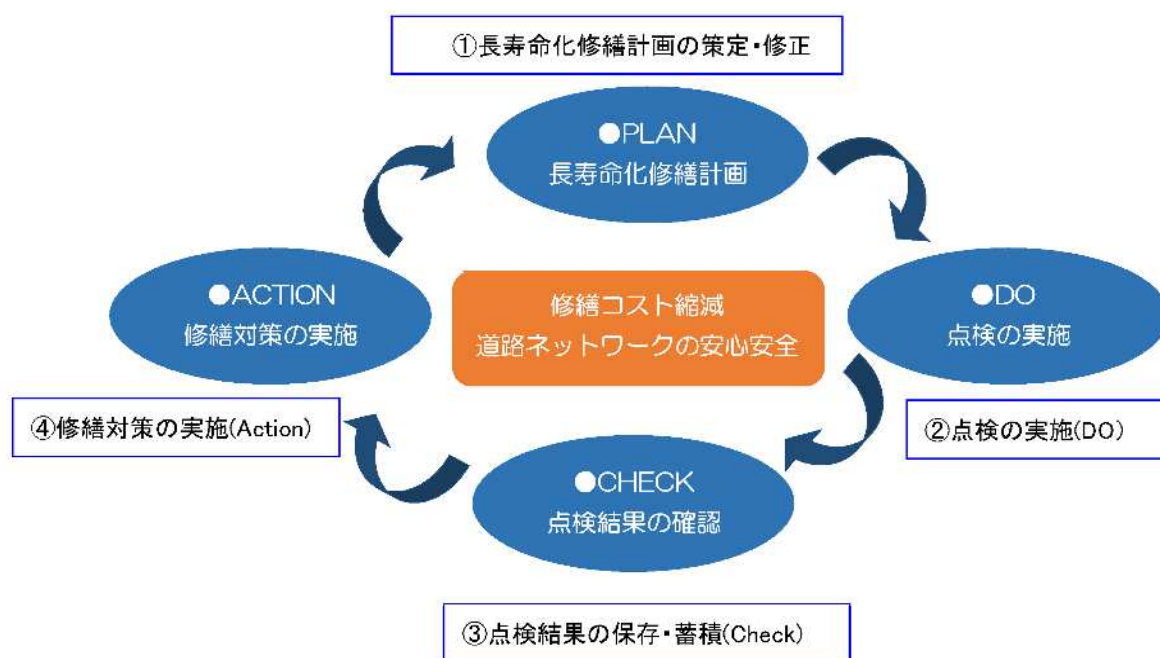 ①長寿命化修繕計画の策定・修正
●PLAN
長寿命化修繕計画
●ACTION
修繕対策の実施
修繕コスト縮減
道路ネットワークの安心安全
●DO
点検の実施
④修繕対策の実施(Action)
②点検の実施(DO)
●CHECK
点検結果の確認
③点検結果の保存・蓄積(Check)